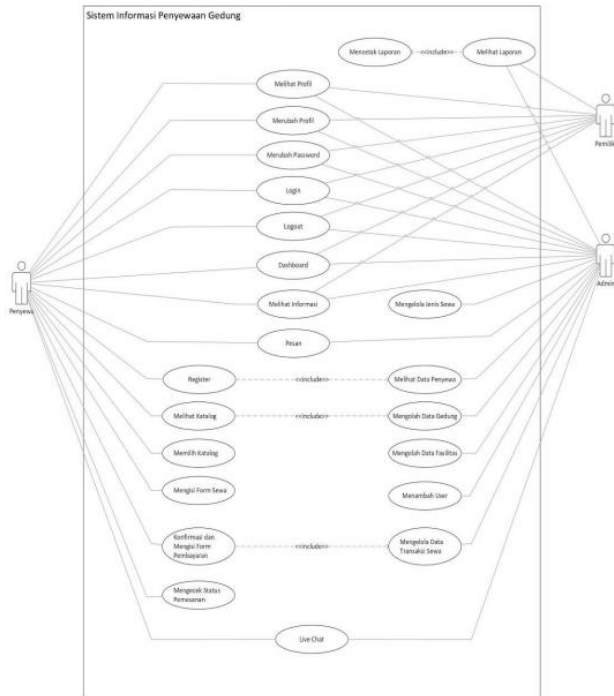 Sistem Informasi Penyewaan Gedung
Mencetak Laporan
<<include>>
Melihat Laporan
Melihat Profil
Merubah Profil
Pemilik
Merubah Password
Login
Logout
Dashboard
Penyewa
Admin
Melihat Informasi
Mengelola Jenis Sewa
Pesan
Register
<<include>>
Melihat Data Penyewa
Melihat Katalog
<<include>>
Mengolah Data Gedung
Memilih Katalog
Mengolah Data Fasilitas
Mengisi Form Sewa
Menambah User
Konfirmasi dan
Mengisi Form
Pembayaran
<<include>>
Mengelola Data
Transaksi Sewa
Mengecek Status
Pemesanan
Live Chat